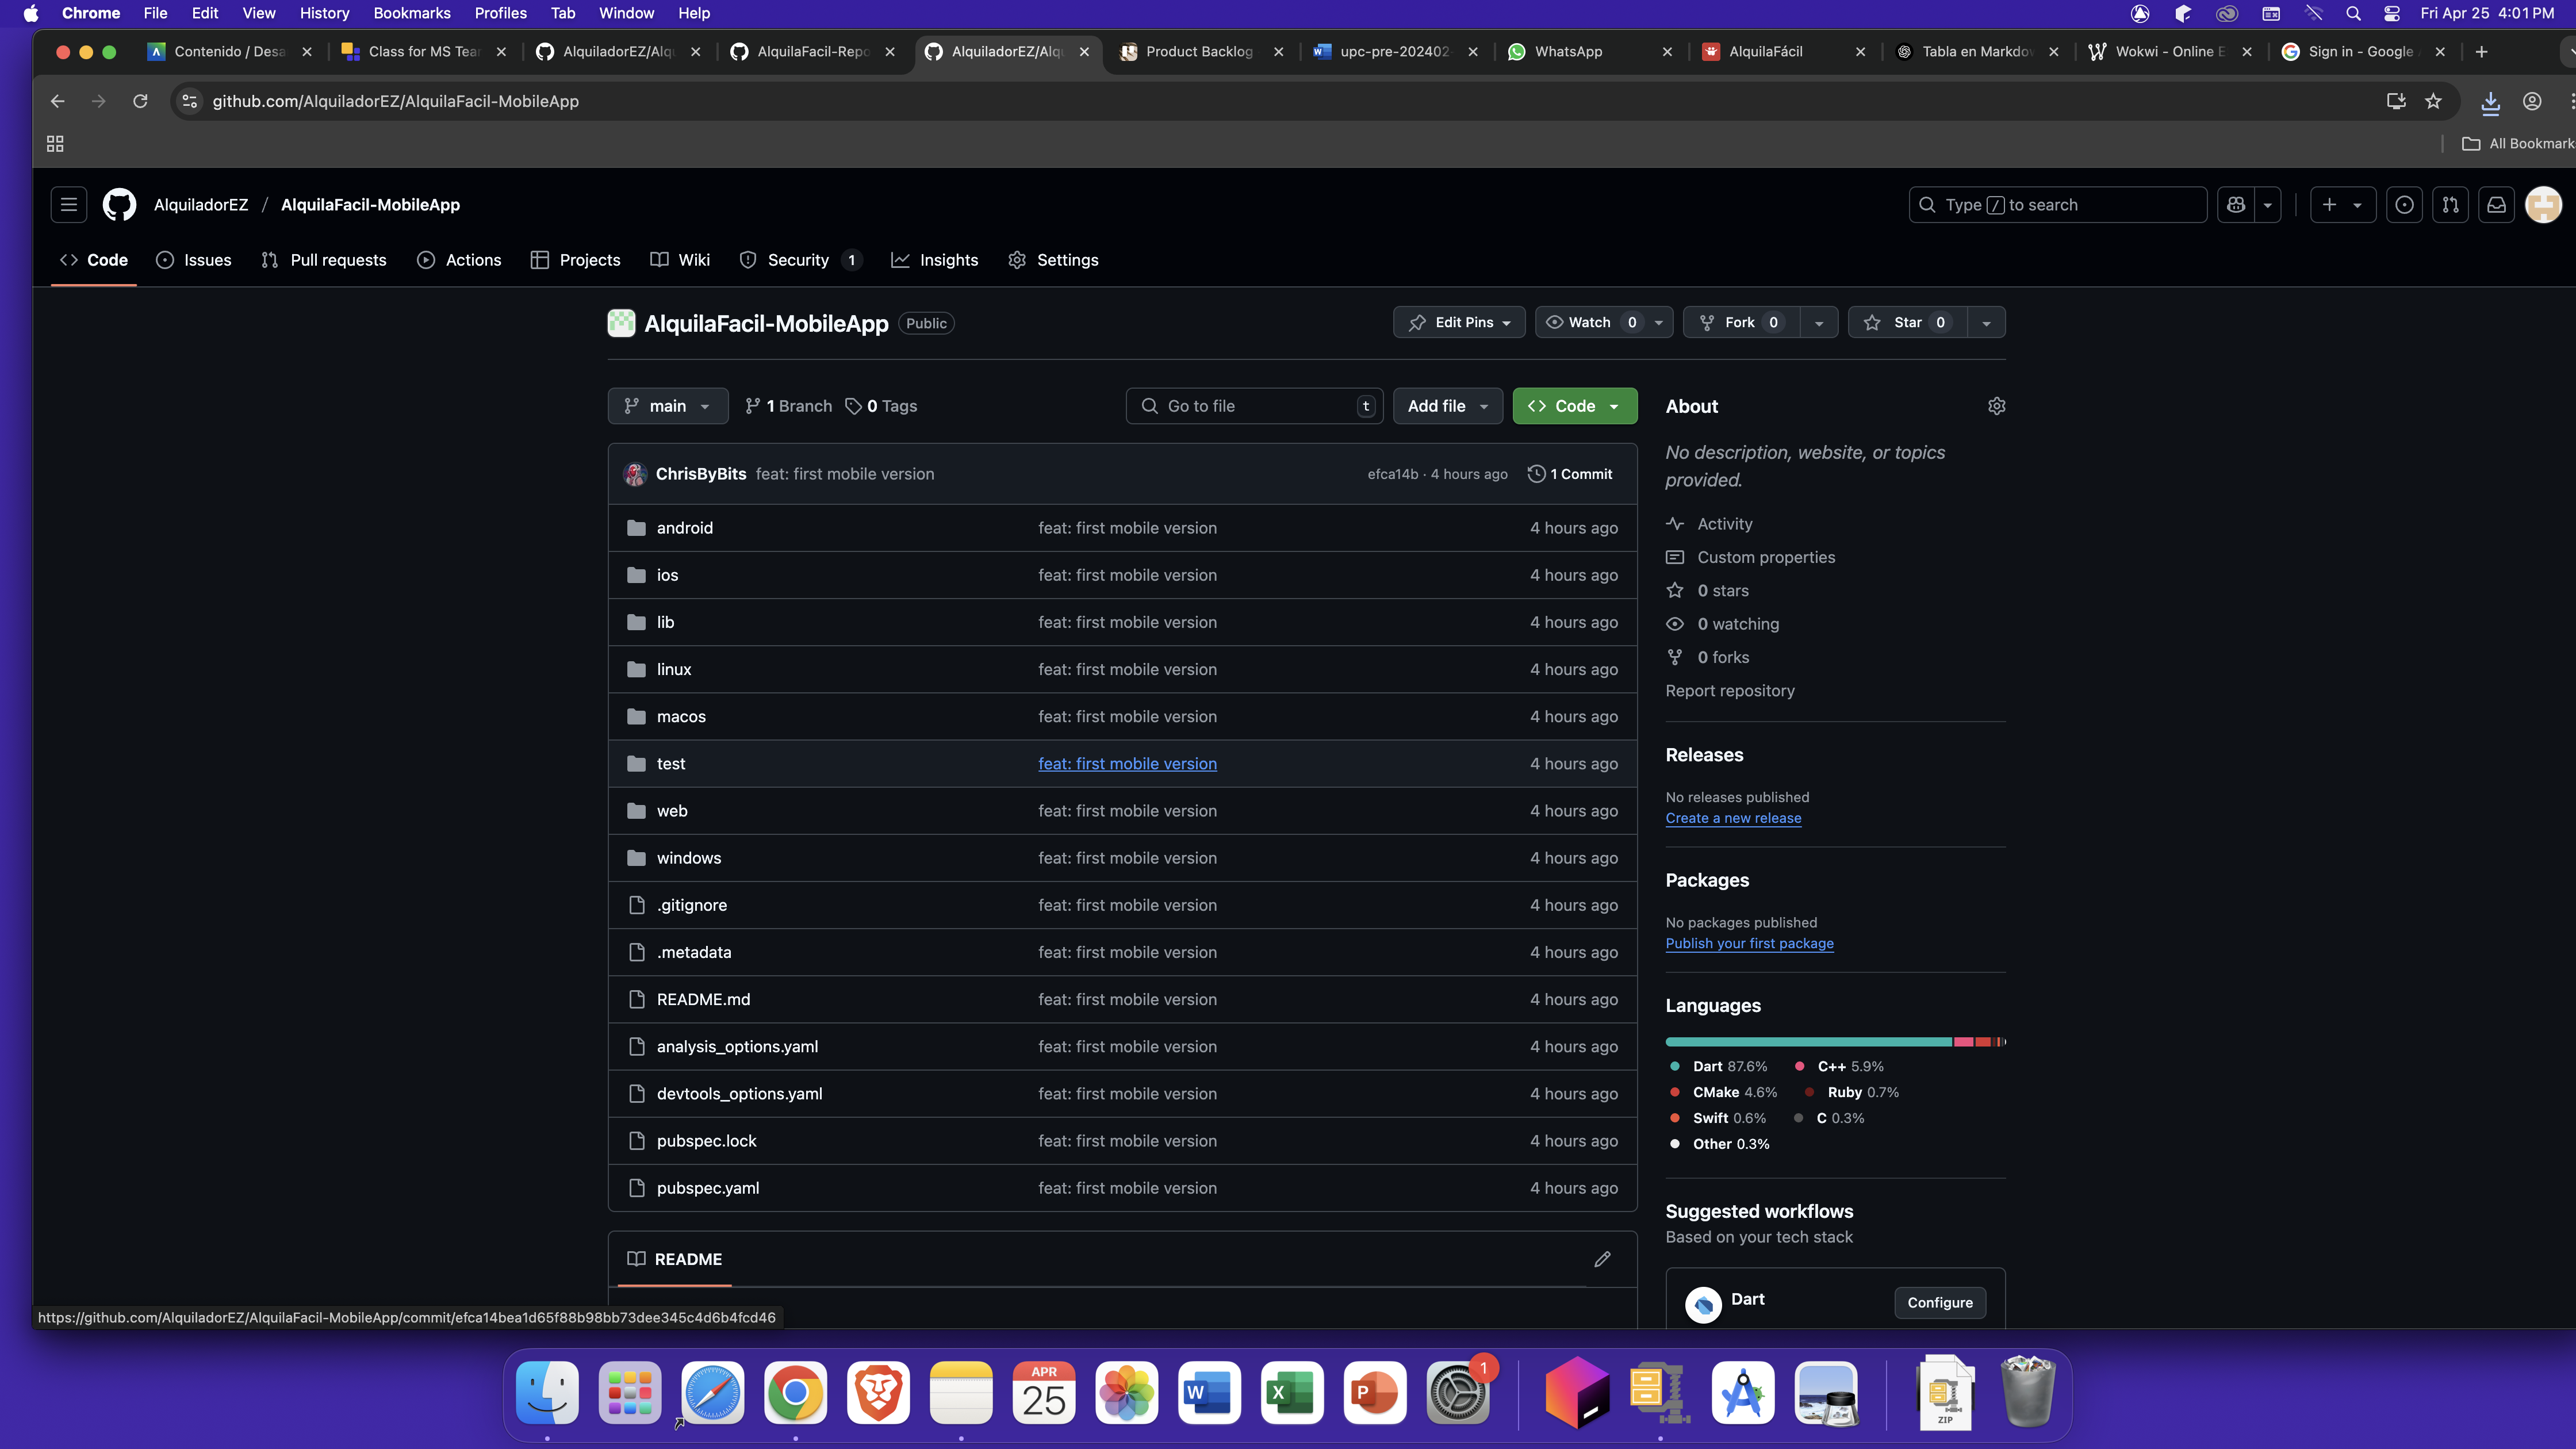 Chrome File Edit View History Bookmarks Profiles Tab Window Help Fri Apr 25 4:01 PM
Contenido / Desa Class for MS Tear AlquiladorEZ/Alqu AlquilaFacil-Repo AlquiladorEZ/Alqu Product Backlog upc-pre-202402 WhatsApp AlquilaFácil Tabla en Markdow Wokwi - Online E Sign in - Google
github.com/AlquiladorEZ/AlquilaFacil-MobileApp
All Bookmark
AlquiladorEZ / AlquilaFacil-MobileApp Type / to search
Code Issues Pull requests Actions Projects Wiki Security 1 Insights Settings
AlquilaFacil-MobileApp Public Edit Pins Watch 0 Fork 0 Star 0
main 1 Branch 0 Tags Go to file t Add file Code
ChrisByBits feat: first mobile version efca14b · 4 hours ago 1 Commit
android feat: first mobile version 4 hours ago
ios feat: first mobile version 4 hours ago
lib feat: first mobile version 4 hours ago
linux feat: first mobile version 4 hours ago
macos feat: first mobile version 4 hours ago
test feat: first mobile version 4 hours ago
web feat: first mobile version 4 hours ago
windows feat: first mobile version 4 hours ago
.gitignore feat: first mobile version 4 hours ago
.metadata feat: first mobile version 4 hours ago
README.md feat: first mobile version 4 hours ago
analysis_options.yaml feat: first mobile version 4 hours ago
devtools_options.yaml feat: first mobile version 4 hours ago
pubspec.lock feat: first mobile version 4 hours ago
pubspec.yaml feat: first mobile version 4 hours ago
README
About
No description, website, or topics
provided.
Activity
Custom properties
0 stars
0 watching
0 forks
Report repository
Releases
No releases published
Create a new release
Packages
No packages published
Publish your first package
Languages
Dart 87.6% C++ 5.9%
CMake 4.6% Ruby 0.7%
Swift 0.6% C 0.3%
Other 0.3%
Suggested workflows
Based on your tech stack
Dart Configure
https://github.com/AlquiladorEZ/AlquilaFacil-MobileApp/commit/efca14bea1d65f88b98bb73dee345c4d6b4fcd46
APR
25
W
X
P
1
ZIP